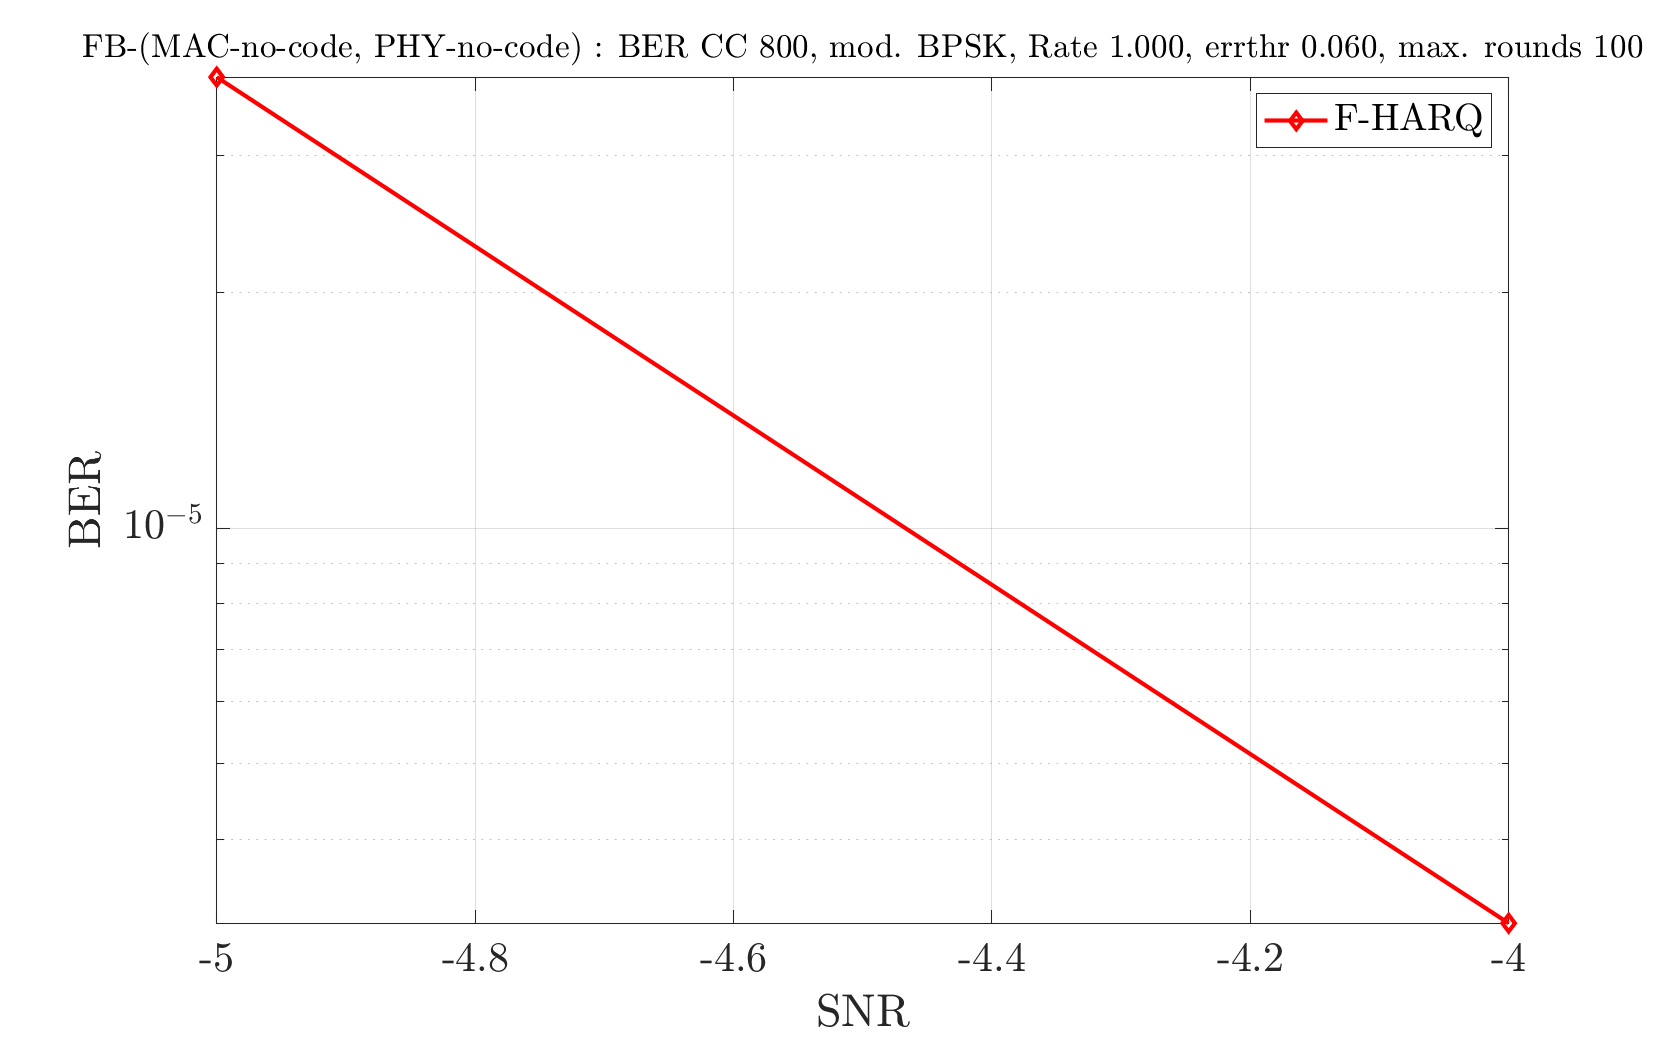 FB-(MAC-no-code, PHY-no-code) : BER CC 800, mod. BPSK, Rate 1.000, errthr 0.060, max. rounds 100
F-HARQ
BER
10⁻⁵
-5 -4.8 -4.6 -4.4 -4.2 -4
SNR